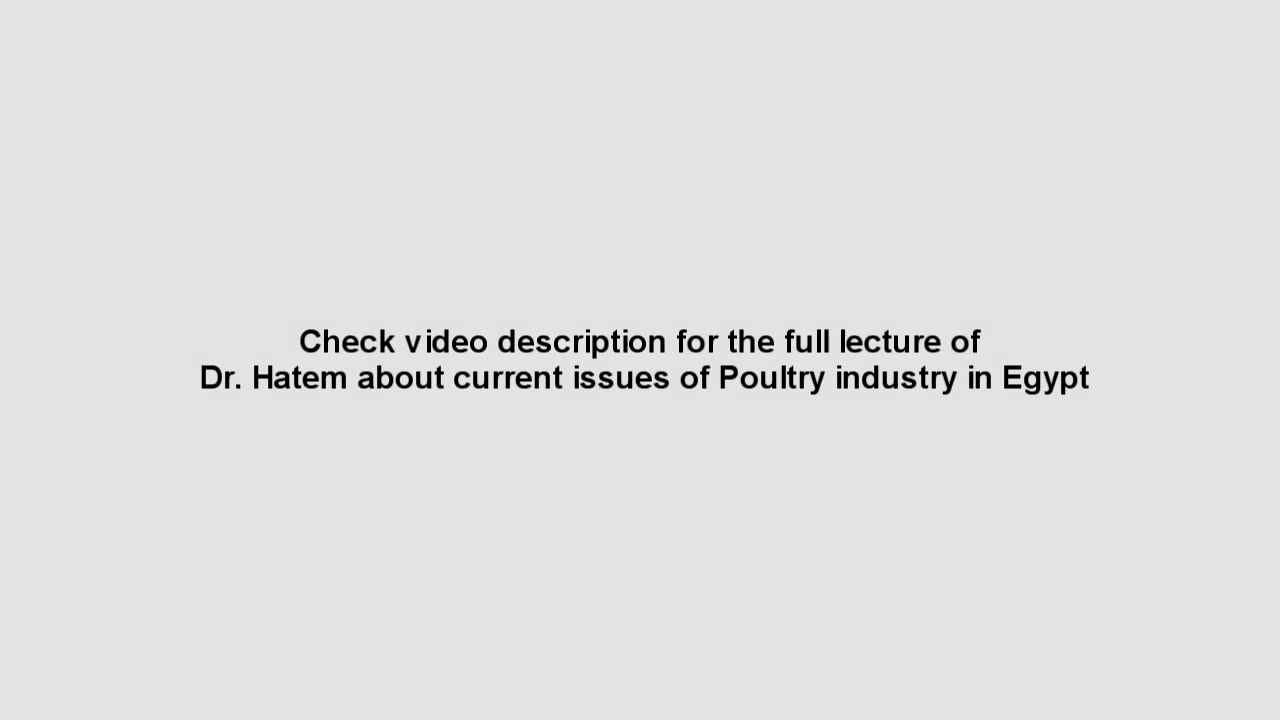 Check video description for the full lecture of
Dr. Hatem about current issues of Poultry industry in Egypt